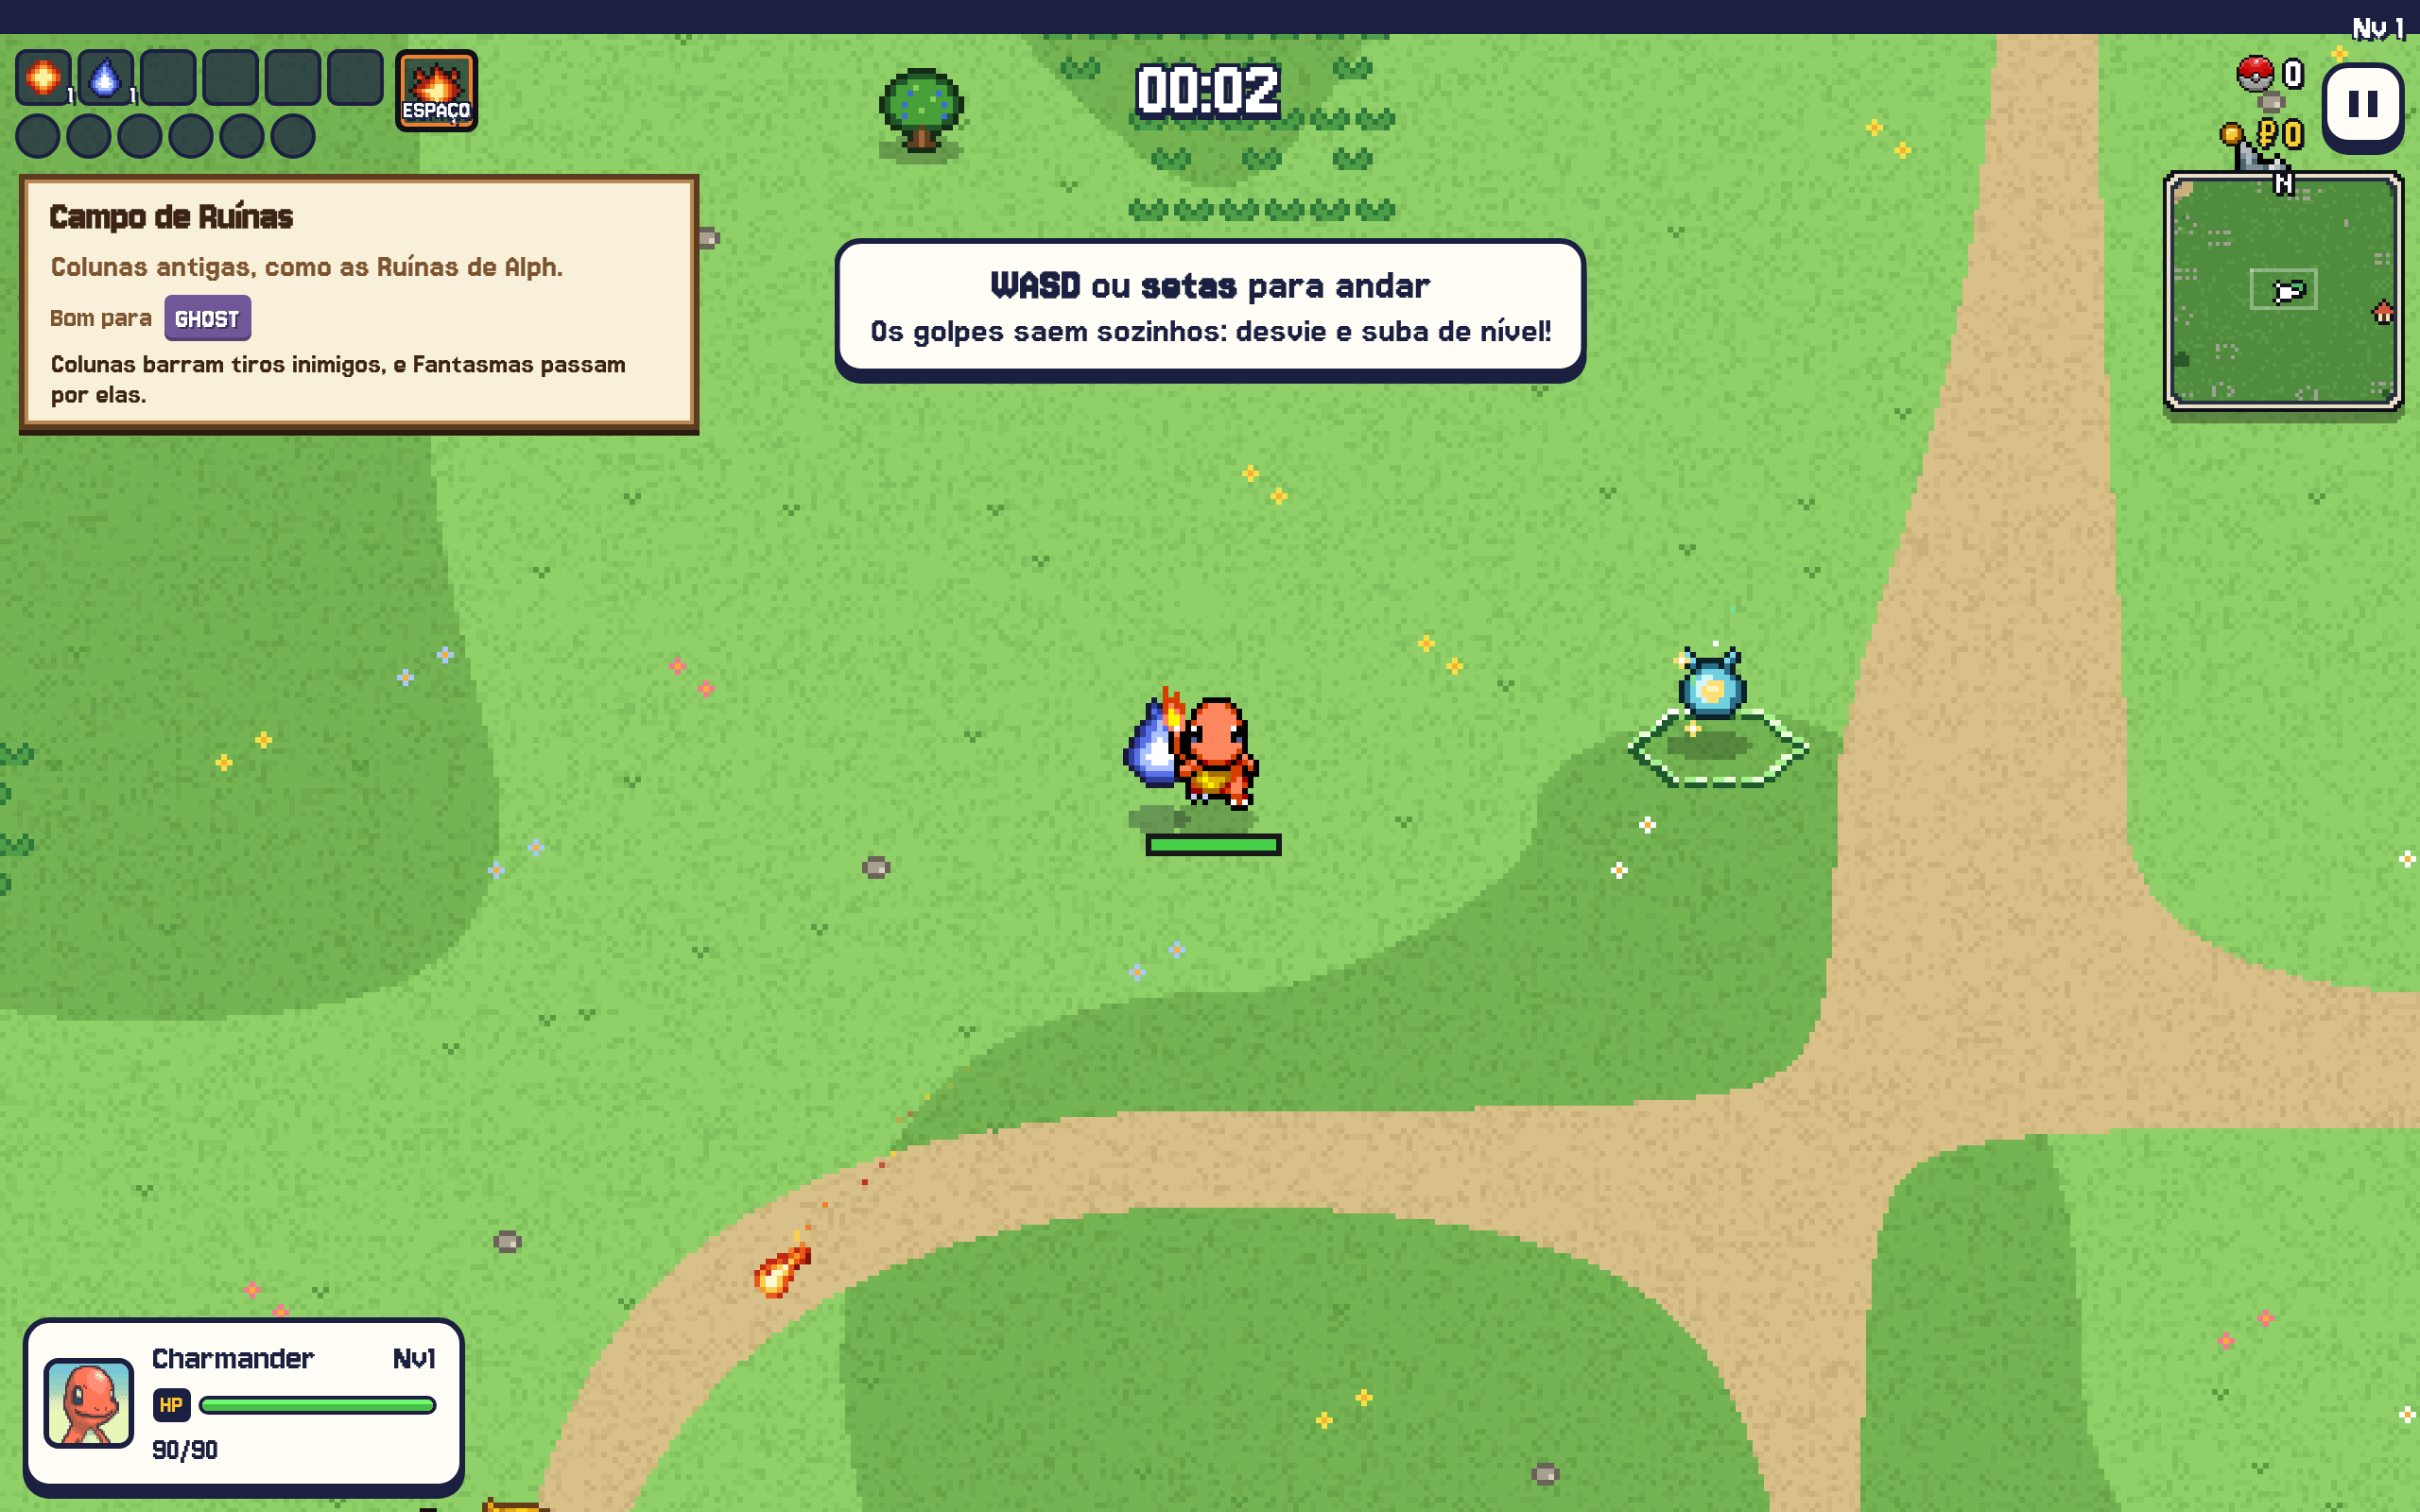 Nv 1
1
1
ESPAÇO
00:02
0
₽0
N
Campo de Ruínas
Colunas antigas, como as Ruínas de Alph.
Bom para GHOST
Colunas barram tiros inimigos, e Fantasmas passam
por elas.
WASD ou setas para andar
Os golpes saem sozinhos: desvie e suba de nível!
Charmander Nv1
HP
90/90